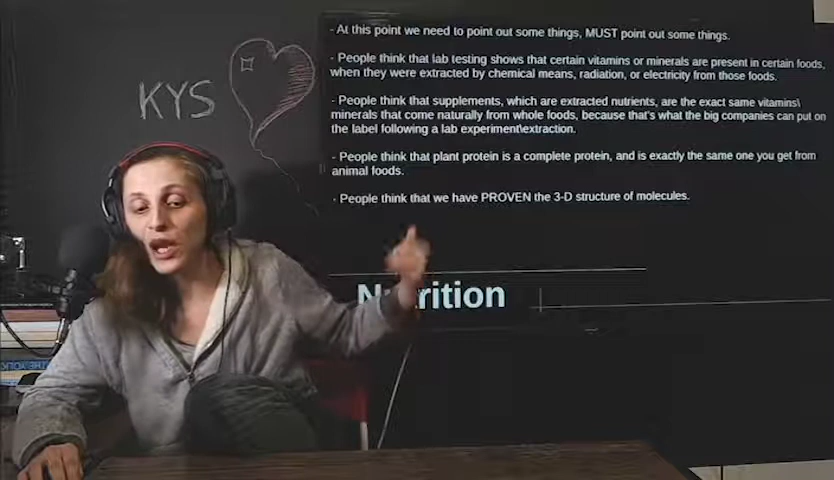 - At this point we need to point out some things, MUST point out some things.
- People think that lab testing shows that certain vitamins or minerals are present in certain foods,
when they were extracted by chemical means, radiation, or electricity from those foods.
KYS
- People think that supplements, which are extracted nutrients, are the exact same vitamins\
minerals that come naturally from whole foods, because that's what the big companies can put on
the label following a lab experiment\extraction.
- People think that plant protein is a complete protein, and is exactly the same one you get from
animal foods.
- People think that we have PROVEN the 3-D structure of molecules.